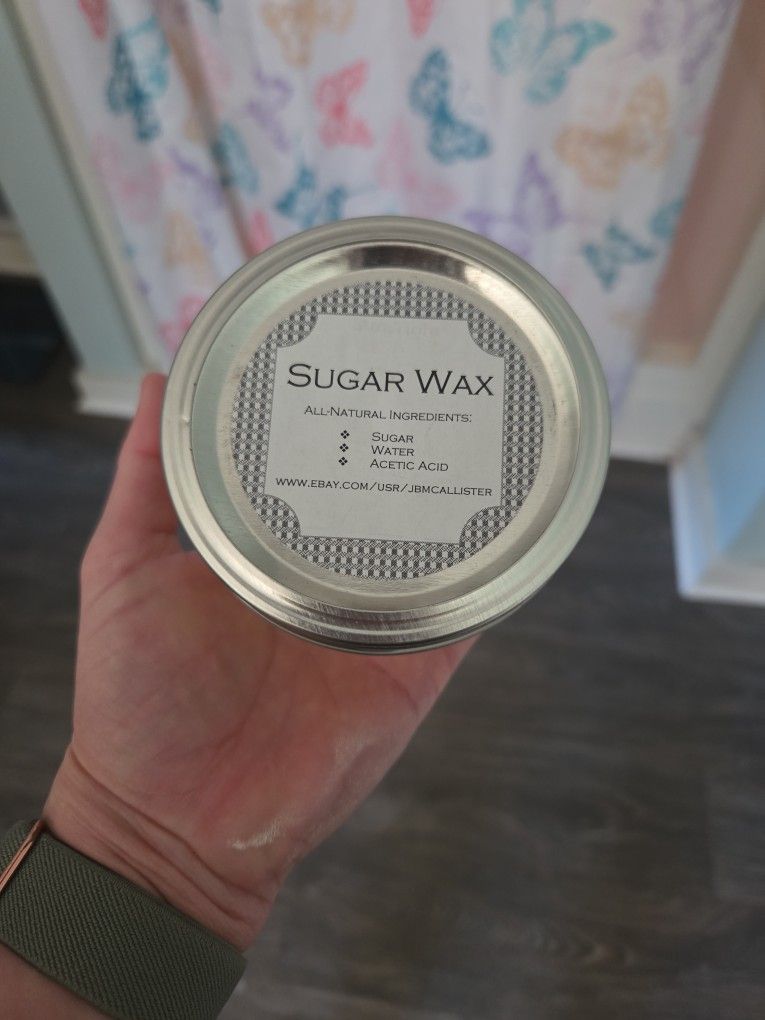 Sugar Wax
All-Natural Ingredients:
❖ Sugar
❖ Water
❖ Acetic Acid
www.ebay.com/usr/jbmcallister